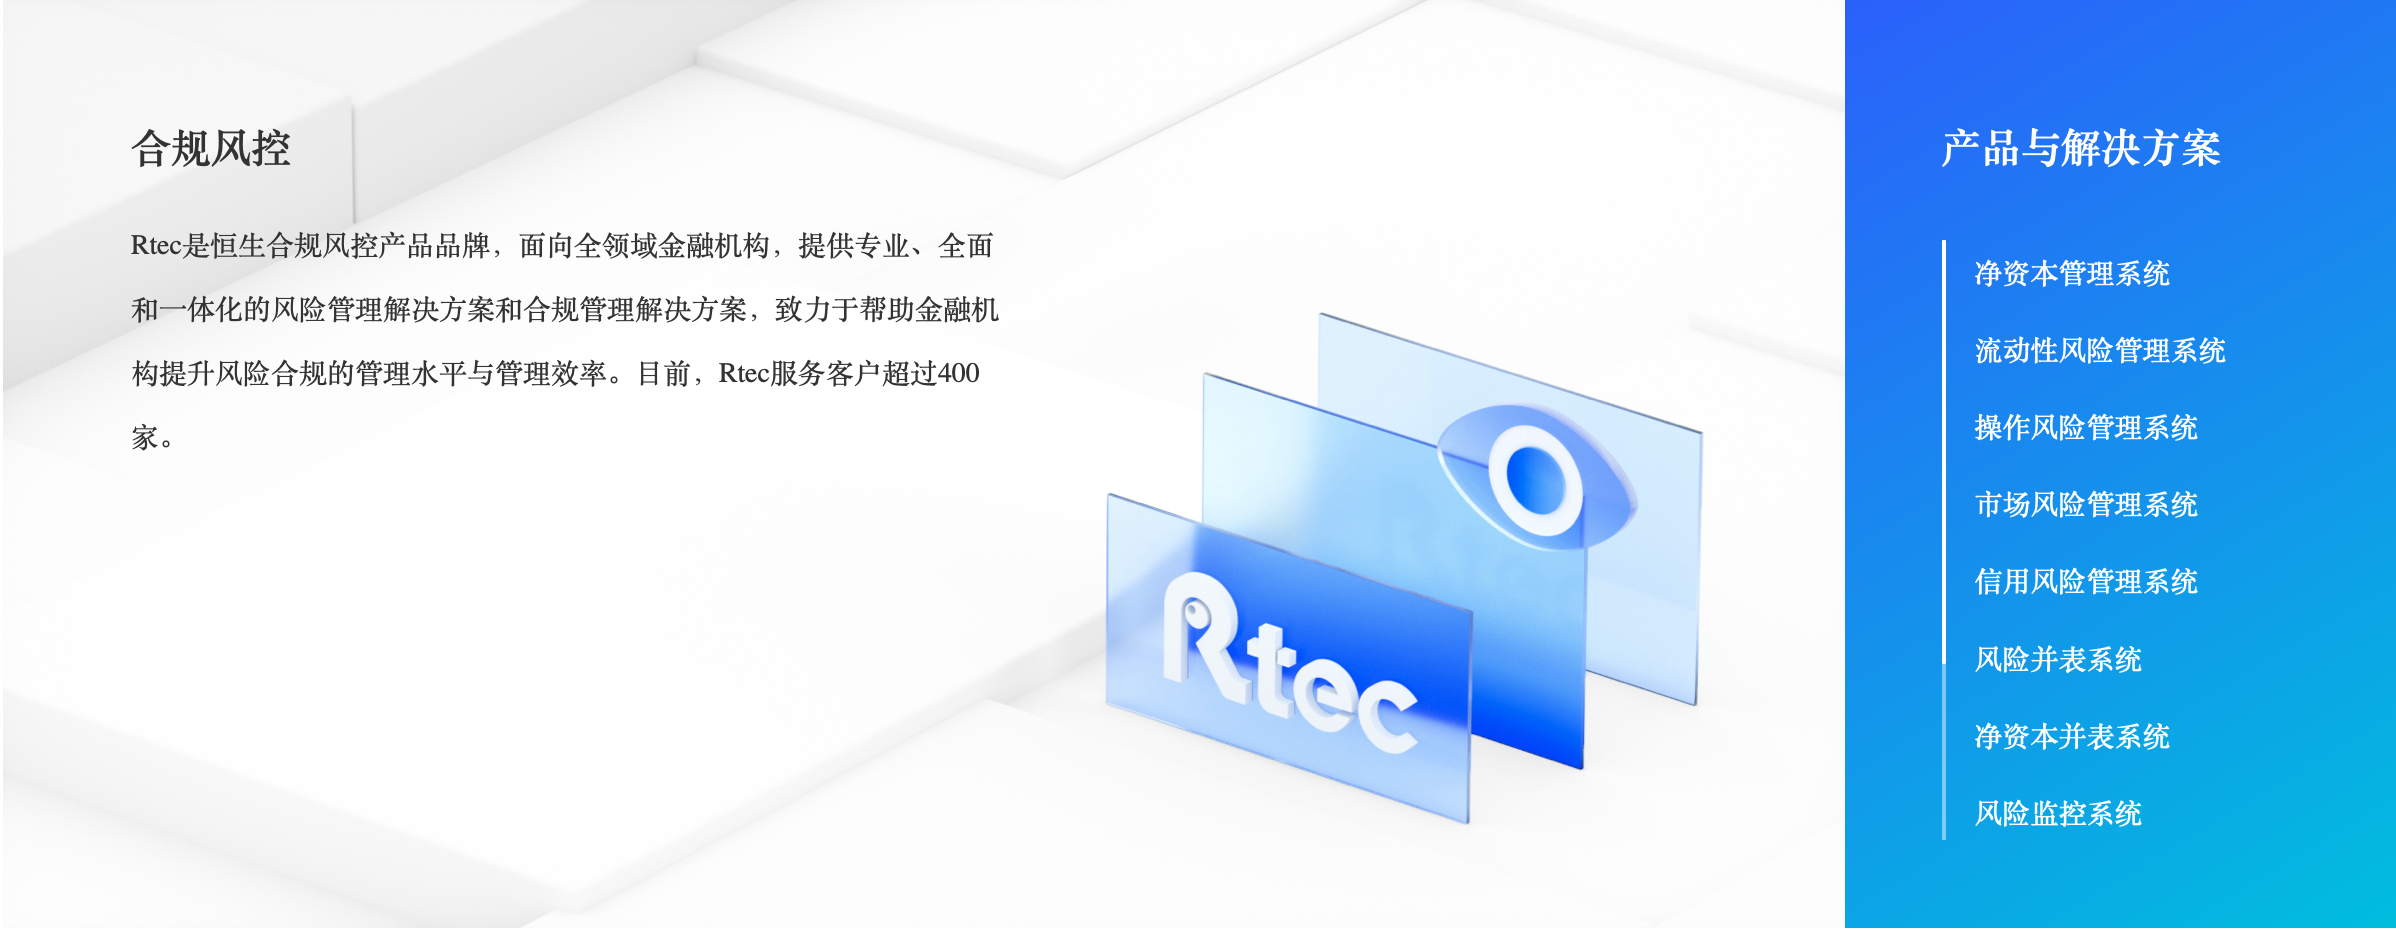 合规风控
Rtec是恒生合规风控产品品牌，面向全领域金融机构，提供专业、全面
和一体化的风险管理解决方案和合规管理解决方案，致力于帮助金融机
构提升风险合规的管理水平与管理效率。目前，Rtec服务客户超过400
家。
Rtec
产品与解决方案
净资本管理系统
流动性风险管理系统
操作风险管理系统
市场风险管理系统
信用风险管理系统
风险并表系统
净资本并表系统
风险监控系统